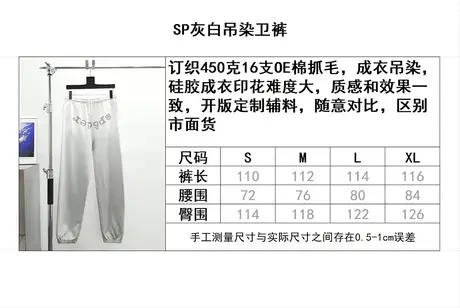 SP灰白吊染卫裤
订织450克16支OE棉抓毛，成衣吊染，
硅胶成衣印花难度大，质感和效果一
致，开版定制辅料，随意对比，区别
市面货
尺码 S M L XL
裤长 110 112 114 116
腰围 72 76 80 84
臀围 114 118 122 126
手工测量尺寸与实际尺寸之间存在0.5-1cm误差